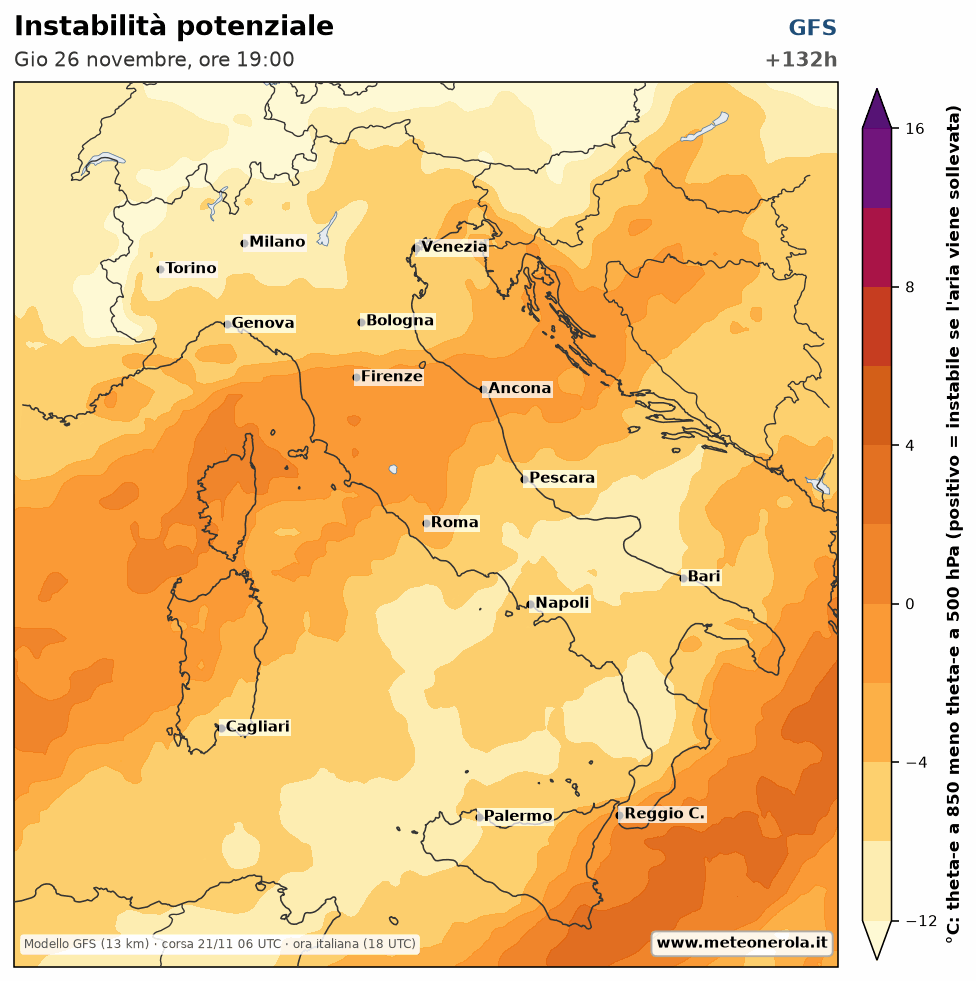 Instabilità potenziale
GFS
Gio 26 novembre, ore 19:00
+132h
Milano
Venezia
Torino
Genova
Bologna
Firenze
Ancona
Pescara
Roma
Bari
Napoli
Cagliari
Palermo
Reggio C.
16
8
4
0
−4
−12
°C: theta-e a 850 meno theta-e a 500 hPa (positivo = instabile se l'aria viene sollevata)
Modello GFS (13 km) · corsa 21/11 06 UTC · ora italiana (18 UTC)
www.meteonerola.it